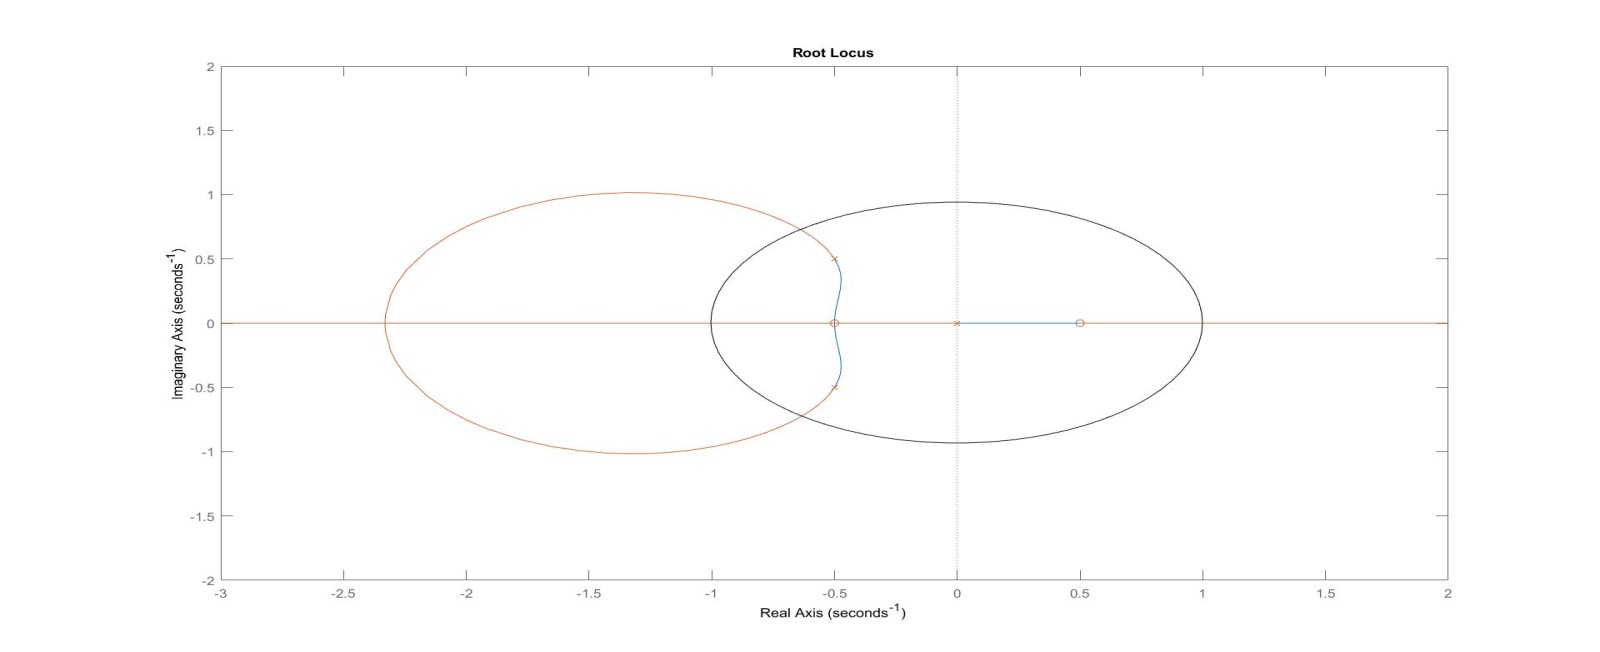 Root Locus
2
1.5
1
0.5
0
-0.5
-1
-1.5
-2
Imaginary Axis (seconds⁻¹)
-3 -2.5 -2 -1.5 -1 -0.5 0 0.5 1 1.5 2
Real Axis (seconds⁻¹)